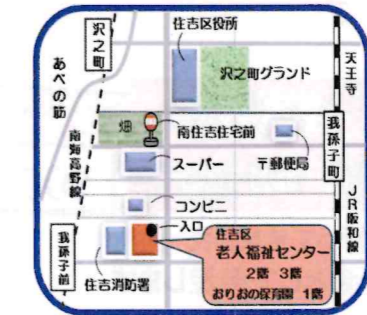 沢之町
住吉区役所
あべの筋
沢之町グランド
天王寺
畑
南住吉住宅前
我孫子町
南海高野線
スーパー
〒郵便局
コンビニ
JR阪和線
入口
我孫子前
住吉消防署
住吉区
老人福祉センター
2階 3階
おりおの保育園 1階